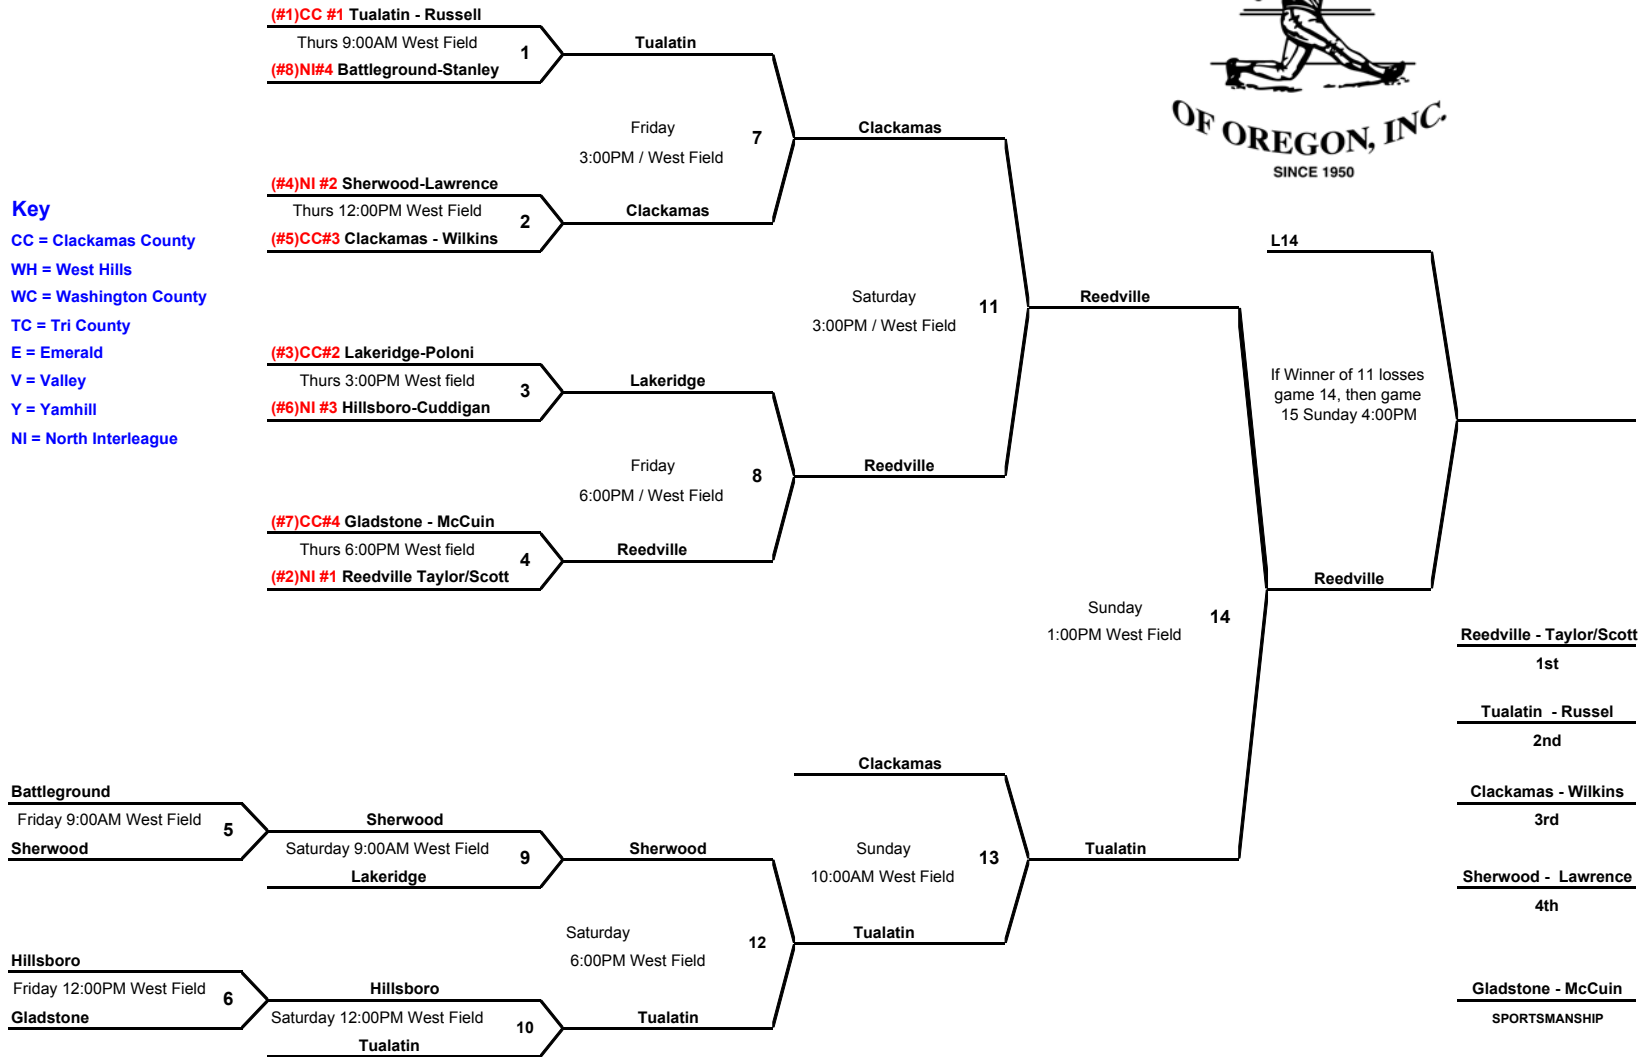 (#1)CC #1 Tualatin - Russell
Thurs 9:00AM West Field
1
(#8)NI#4 Battleground-Stanley
Tualatin
Friday
3:00PM / West Field
7
Clackamas
(#4)NI #2 Sherwood-Lawrence
Thurs 12:00PM West Field
2
(#5)CC#3 Clackamas - Wilkins
Clackamas
OF OREGON, INC.
SINCE 1950
Key
CC = Clackamas County
WH = West Hills
WC = Washington County
TC = Tri County
E = Emerald
V = Valley
Y = Yamhill
NI = North Interleague
Saturday
3:00PM / West Field
11
Reedville
L14
(#3)CC#2 Lakeridge-Poloni
Thurs 3:00PM West field
3
(#6)NI #3 Hillsboro-Cuddigan
Lakeridge
If Winner of 11 losses
game 14, then game
15 Sunday 4:00PM
Friday
6:00PM / West Field
8
Reedville
(#7)CC#4 Gladstone - McCuin
Thurs 6:00PM West field
4
(#2)NI #1 Reedville Taylor/Scott
Reedville
Sunday
1:00PM West Field
14
Reedville
Reedville - Taylor/Scott
1st
Tualatin - Russel
2nd
Clackamas - Wilkins
3rd
Sherwood - Lawrence
4th
Gladstone - McCuin
SPORTSMANSHIP
Battleground
Friday 9:00AM West Field
5
Sherwood
Sherwood
Saturday 9:00AM West Field
9
Lakeridge
Sherwood
Clackamas
Sunday
10:00AM West Field
13
Tualatin
Saturday
6:00PM West Field
12
Tualatin
Hillsboro
Friday 12:00PM West Field
6
Gladstone
Hillsboro
Saturday 12:00PM West Field
10
Tualatin
Tualatin